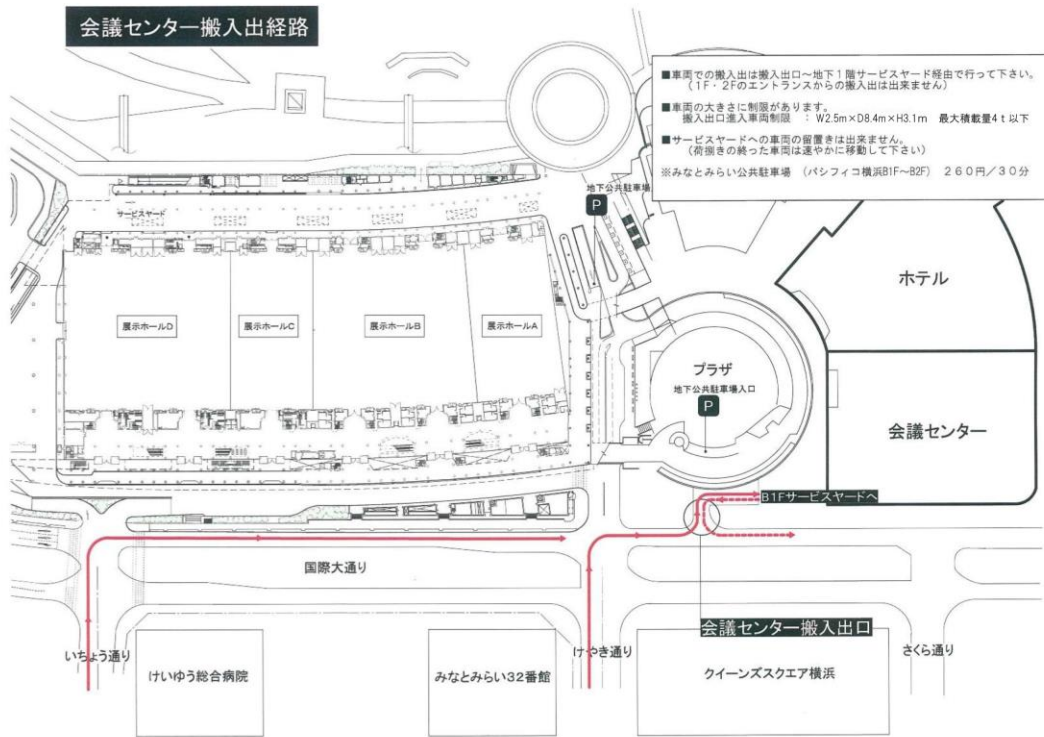 会議センター搬入出経路
■車両での搬入出は搬入出口～地下1階サービスヤード経由で行って下さい。
（1F・2Fのエントランスからの搬入出は出来ません）
■車両の大きさに制限があります。
搬入出口進入車両制限　：　W2.5m×D8.4m×H3.1m　最大積載量4ｔ以下
■サービスヤードへの車両の留置きは出来ません。
（荷捌きの終った車両は速やかに移動して下さい）
※みなとみらい公共駐車場　（パシフィコ横浜B1F～B2F）　260円／30分
地下公共駐車場
P
サービスヤード
ホテル
展示ホールD
展示ホールC
展示ホールB
展示ホールA
プラザ
地下公共駐車場入口
P
会議センター
B1Fサービスヤードへ
国際大通り
会議センター搬入出口
いちょう通り
けやき通り
さくら通り
けいゆう総合病院
みなとみらい32番館
クイーンズスクエア横浜